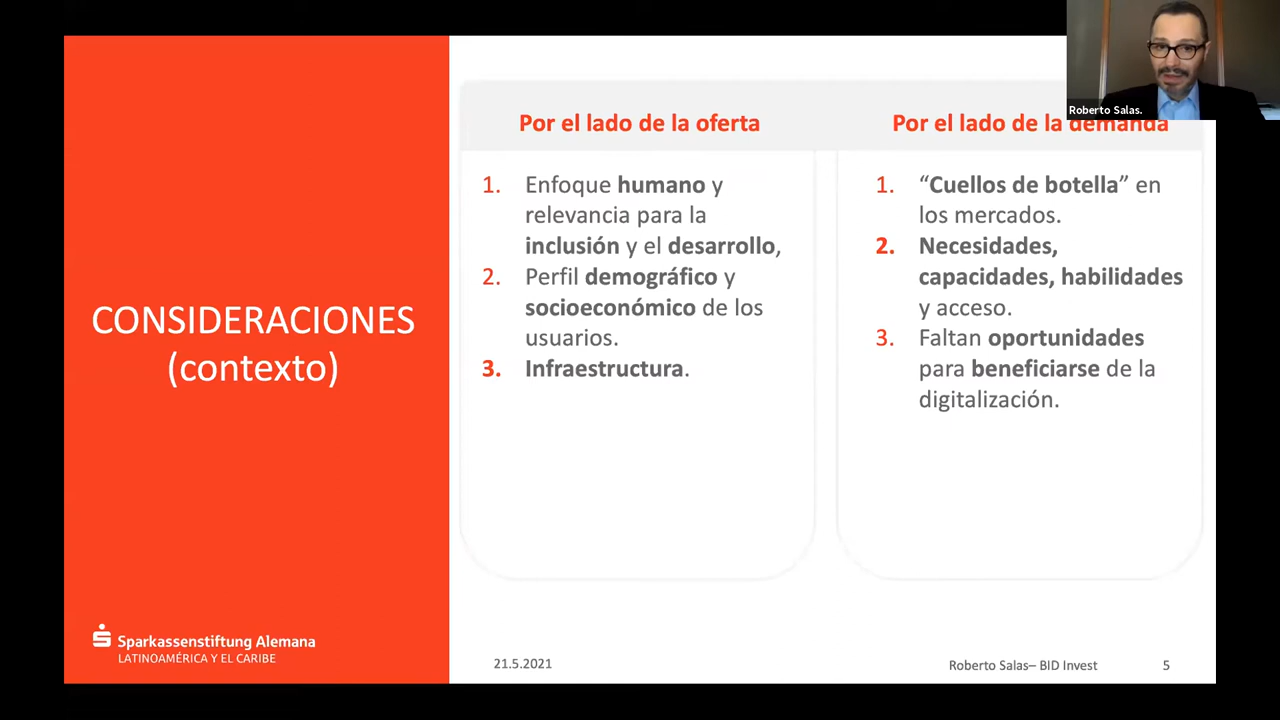 Roberto Salas.
CONSIDERACIONES
(contexto)
Por el lado de la oferta
1. Enfoque humano y
relevancia para la
inclusión y el desarrollo,
2. Perfil demográfico y
socioeconómico de los
usuarios.
3. Infraestructura.
Por el lado de la demanda
1. “Cuellos de botella” en
los mercados.
2. Necesidades,
capacidades, habilidades
y acceso.
3. Faltan oportunidades
para beneficiarse de la
digitalización.
Sparkassenstiftung Alemana
LATINOAMÉRICA Y EL CARIBE
21.5.2021
Roberto Salas– BID Invest
5